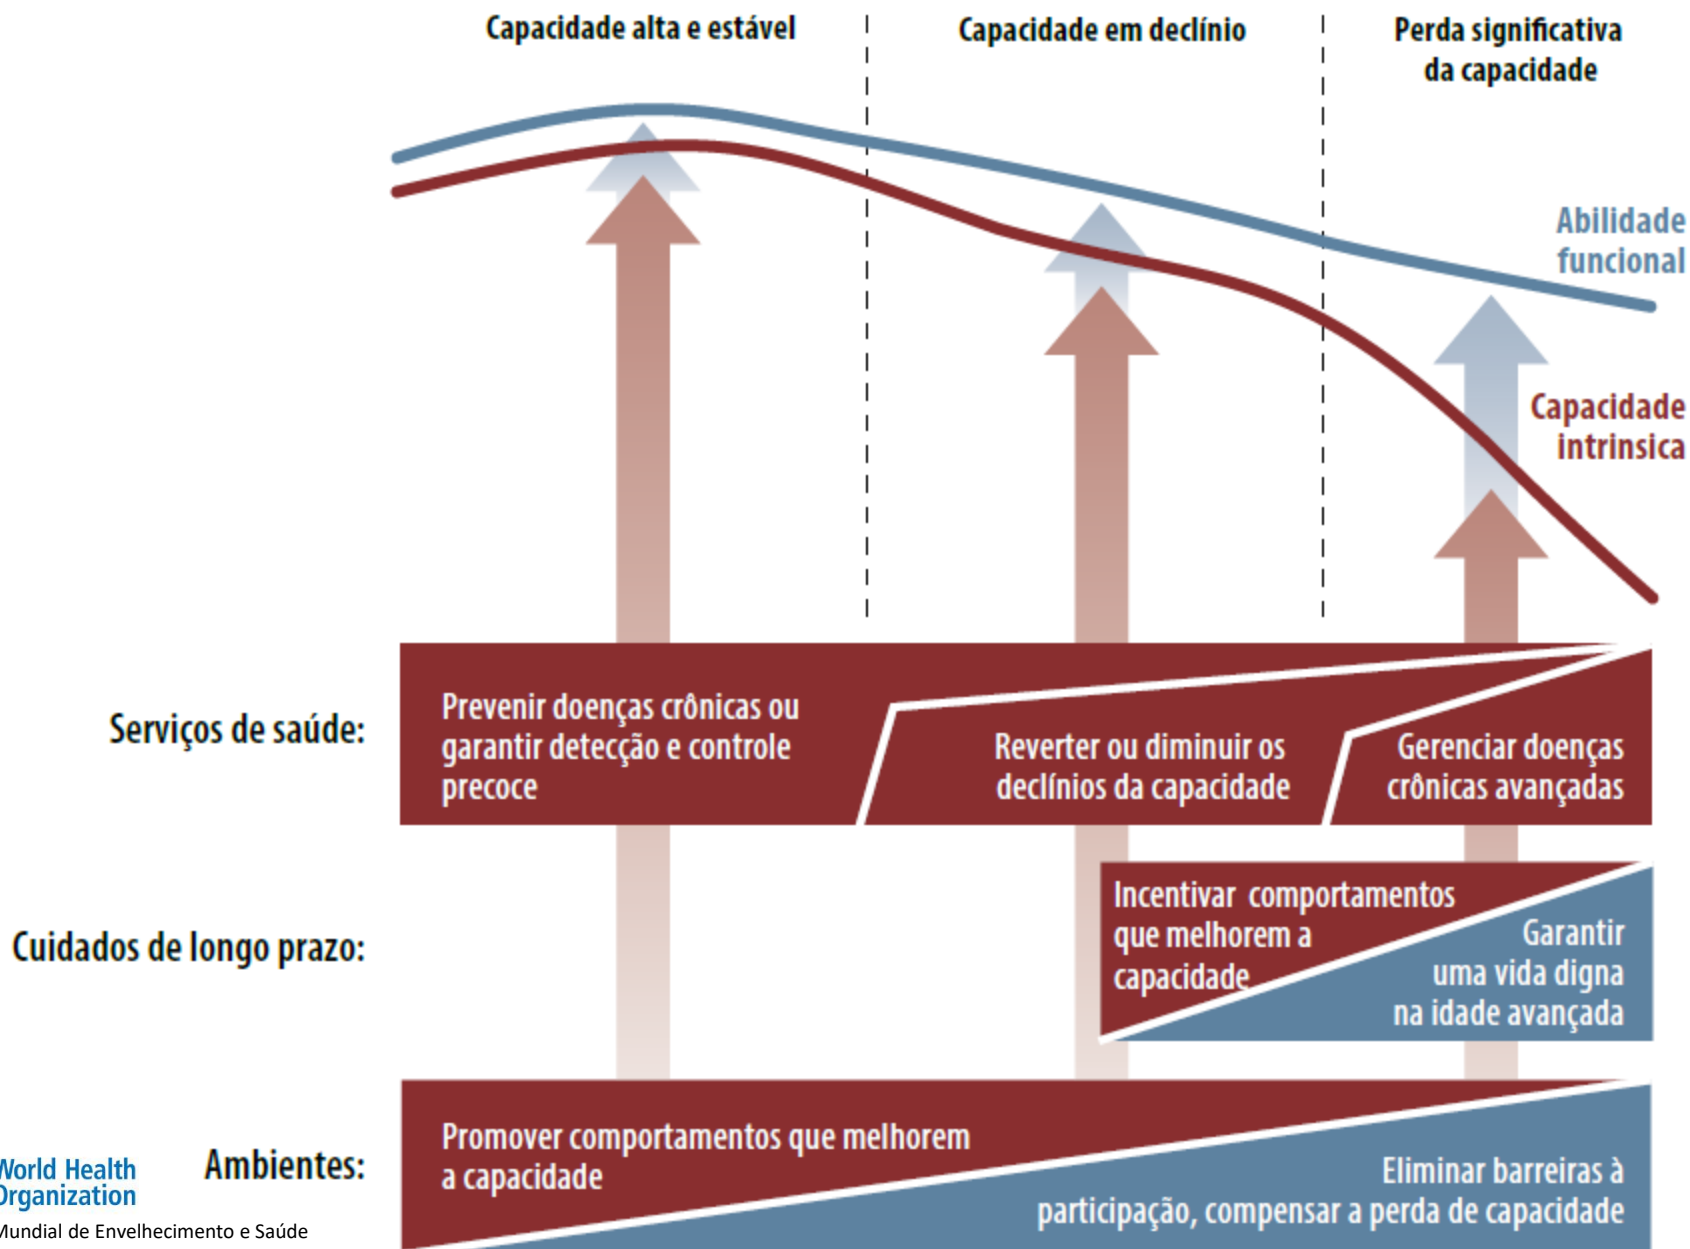 Capacidade alta e estável
Capacidade em declínio
Perda significativa
da capacidade
Abilidade
funcional
Capacidade
intrinsica
Serviços de saúde:
Prevenir doenças crônicas ou
garantir detecção e controle
precoce
Reverter ou diminuir os
declínios da capacidade
Gerenciar doenças
crônicas avançadas
Cuidados de longo prazo:
Incentivar comportamentos
que melhorem a
capacidade
Garantir
uma vida digna
na idade avançada
Ambientes:
Promover comportamentos que melhorem
a capacidade
Eliminar barreiras à
participação, compensar a perda de capacidade
World Health
Organization
Mundial de Envelhecimento e Saúde